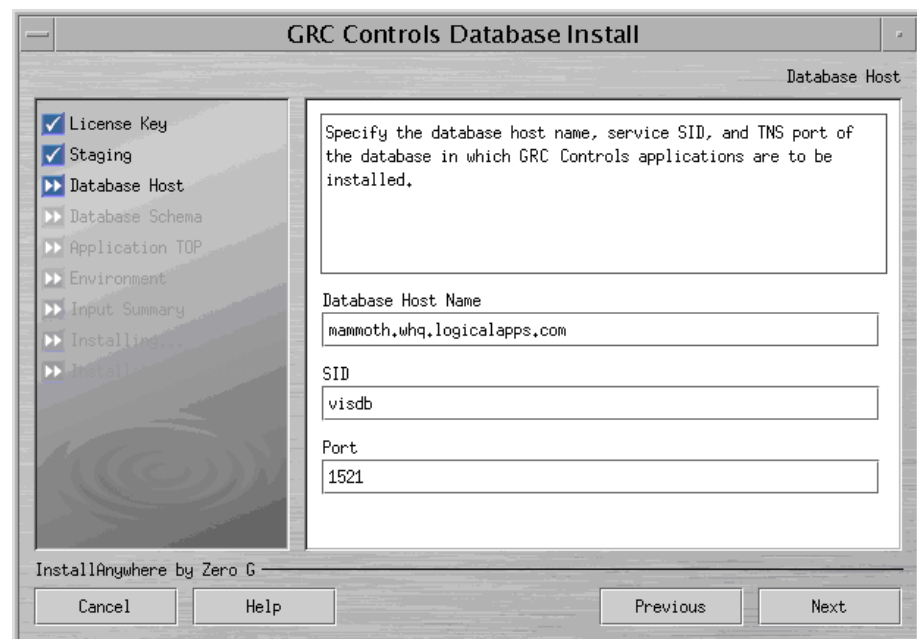 GRC Controls Database Install
Database Host
License Key
Staging
Database Host
Database Schema
Application TOP
Environment
Input Summary
Installing...
Specify the database host name, service SID, and TNS port of
the database in which GRC Controls applications are to be
installed.
Database Host Name
mammoth.whq.logicalapps.com
SID
visdb
Port
1521
InstallAnywhere by Zero G
Cancel
Help
Previous
Next